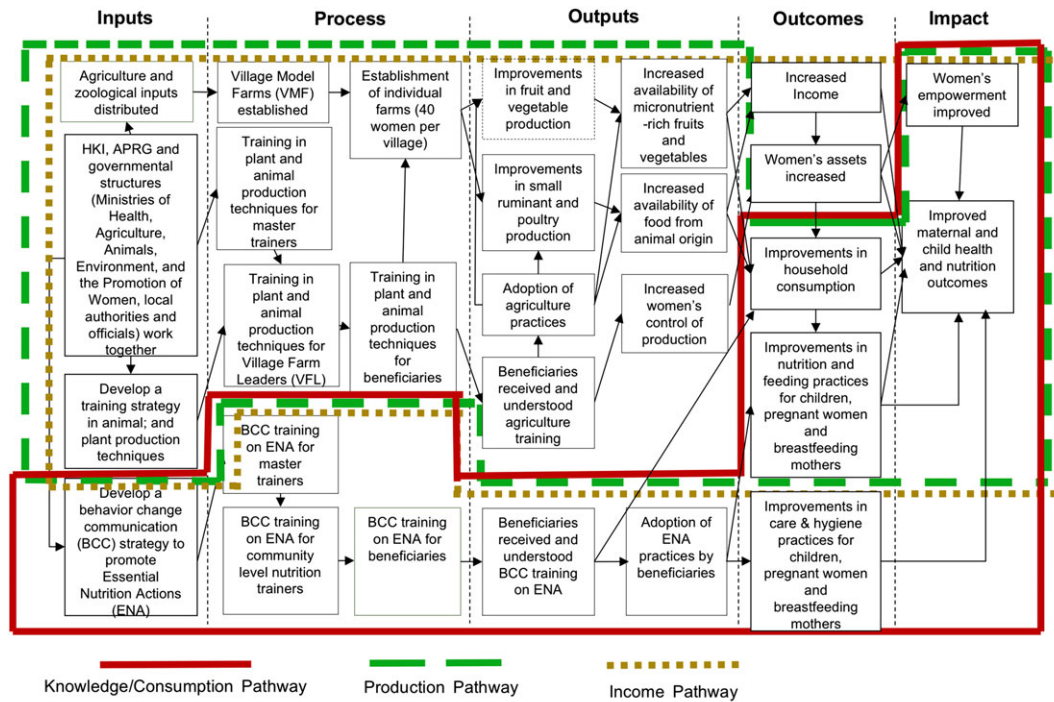 Inputs
Process
Outputs
Outcomes
Impact
Agriculture and
zoological inputs
distributed
HKI, APRG and
governmental
structures
(Ministries of
Health,
Agriculture,
Animals,
Environment, and
the Promotion of
Women, local
authorities and
officials) work
together
Develop a
training strategy
in animal; and
plant production
techniques
Develop a
behavior change
communication
(BCC) strategy to
promote
Essential
Nutrition Actions
(ENA)
Village Model
Farms (VMF)
established
Training in
plant and
animal
production
techniques for
master
trainers
Training in
plant and
animal
production
techniques for
Village Farm
Leaders (VFL)
BCC training
on ENA for
master
trainers
BCC training
on ENA for
community
level nutrition
trainers
Establishment
of individual
farms (40
women per
village)
Training in
plant and
animal
production
techniques
for
beneficiaries
BCC training
on ENA for
beneficiaries
Improvements
in fruit and
vegetable
production
Improvements
in small
ruminant and
poultry
production
Adoption of
agriculture
practices
Beneficiaries
received and
understood
agriculture
training
Beneficiaries
received and
understood
BCC training
on ENA
Increased
availability of
micronutrient
-rich fruits
and
vegetables
Increased
availability of
food from
animal origin
Increased
women's
control of
production
Adoption of
ENA
practices by
beneficiaries
Increased
Income
Women's
assets
increased
Improvements in
household
consumption
Improvements in
nutrition and
feeding practices
for children,
pregnant women
and
breastfeeding
mothers
Improvements in
care & hygiene
practices for
children,
pregnant women
and
breastfeeding
mothers
Women's
empowerment
improved
Improved
maternal and
child health
and nutrition
outcomes
Knowledge/Consumption Pathway
Production Pathway
Income Pathway